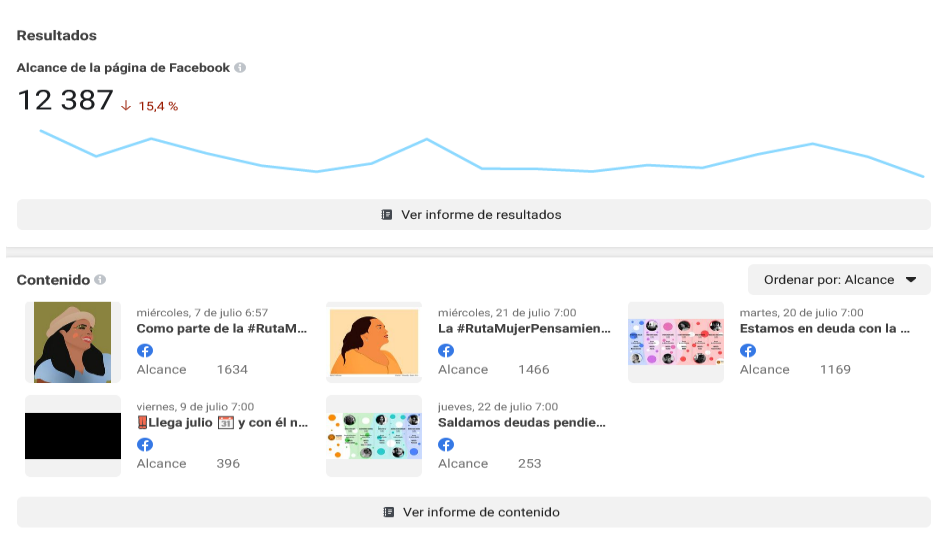 Resultados
Alcance de la página de Facebook
12 387 ↓ 15,4 %
Ver informe de resultados
Contenido
Ordenar por: Alcance
miércoles, 7 de julio 6:57
Como parte de la #RutaM...
Alcance 1634
miércoles, 21 de julio 7:00
La #RutaMujerPensamien...
Alcance 1466
martes, 20 de julio 7:00
Estamos en deuda con la ...
Alcance 1169
viernes, 9 de julio 7:00
Llega julio 📅 y con él n...
Alcance 396
jueves, 22 de julio 7:00
Saldamos deudas pendie...
Alcance 253
Ver informe de contenido